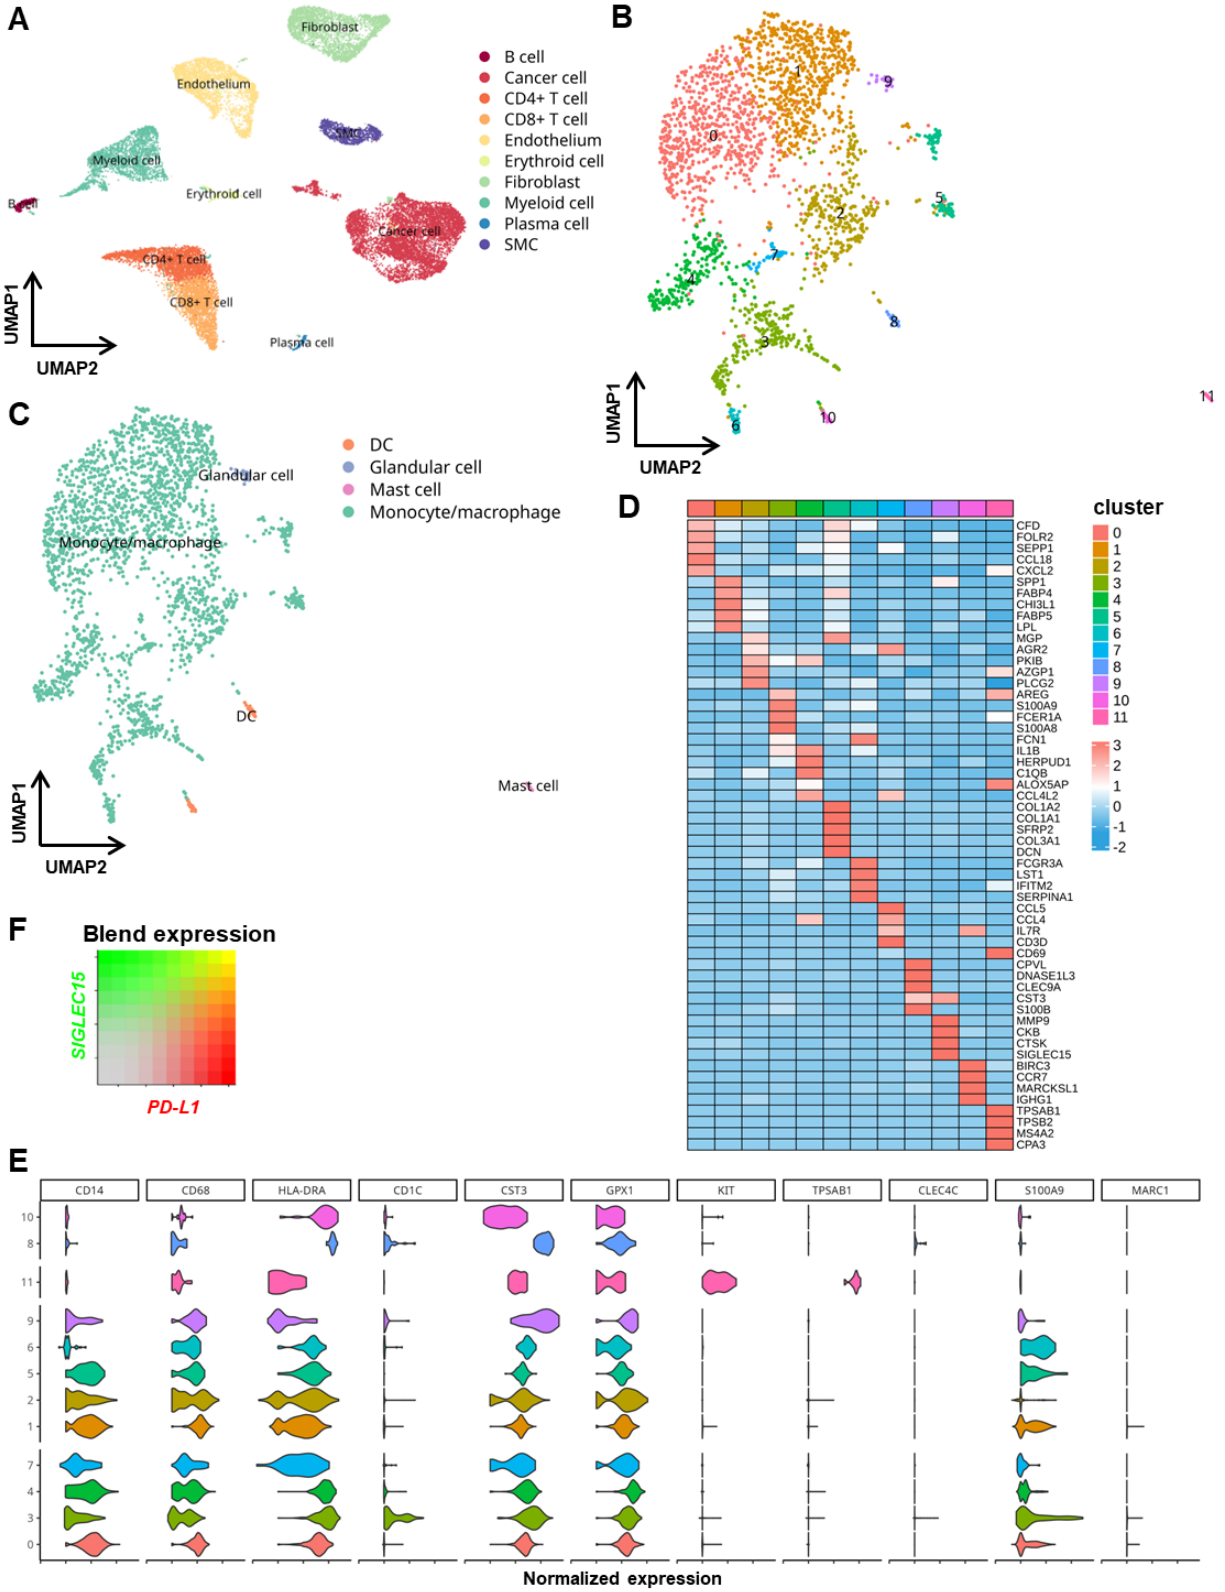 A
Fibroblast
Endothelium
SMC
Myeloid cell
Erythroid cell
B cell
Cancer cell
CD4+ T cell
CD8+ T cell
Plasma cell
UMAP1
UMAP2
B cell
Cancer cell
CD4+ T cell
CD8+ T cell
Endothelium
Erythroid cell
Fibroblast
Myeloid cell
Plasma cell
SMC
B
1
9
0
5
2
7
4
8
3
11
6
10
UMAP1
UMAP2
C
Glandular cell
Monocyte/macrophage
DC
Mast cell
UMAP1
UMAP2
DC
Glandular cell
Mast cell
Monocyte/macrophage
D
CFD
FOLR2
SEPP1
CCL18
CXCL2
SPP1
FABP4
CHI3L1
FABP5
LPL
MGP
AGR2
PKIB
AZGP1
PLCG2
AREG
S100A9
FCER1A
S100A8
FCN1
IL1B
HERPUD1
C1QB
ALOX5AP
CCL4L2
COL1A2
COL1A1
SFRP2
COL3A1
DCN
FCGR3A
LST1
IFITM2
SERPINA1
CCL5
CCL4
IL7R
CD3D
CD69
CPVL
DNASE1L3
CLEC9A
CST3
S100B
MMP9
CKB
CTSK
SIGLEC15
BIRC3
CCR7
MARCKSL1
IGHG1
TPSAB1
TPSB2
MS4A2
CPA3
cluster
0
1
2
3
4
5
6
7
8
9
10
11
3
2
1
0
-1
-2
F
Blend expression
SIGLEC15
PD-L1
E
CD14 CD68 HLA-DRA CD1C CST3 GPX1 KIT TPSAB1 CLEC4C S100A9 MARC1
10
8
11
9
6
5
2
1
7
4
3
0
Normalized expression